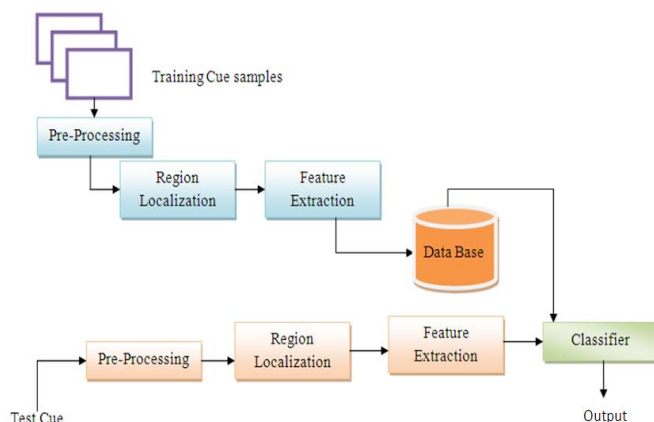 Training Cue samples
Pre-Processing
Region
Localization
Feature
Extraction
Data Base
Pre-Processing
Region
Localization
Feature
Extraction
Classifier
Test Cue
Output